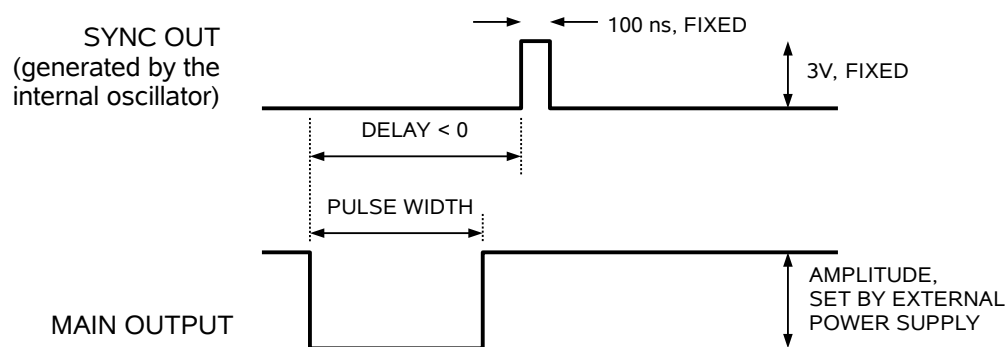 SYNC OUT
(generated by the
internal oscillator)
100 ns, FIXED
3V, FIXED
DELAY < 0
PULSE WIDTH
MAIN OUTPUT
AMPLITUDE,
SET BY EXTERNAL
POWER SUPPLY